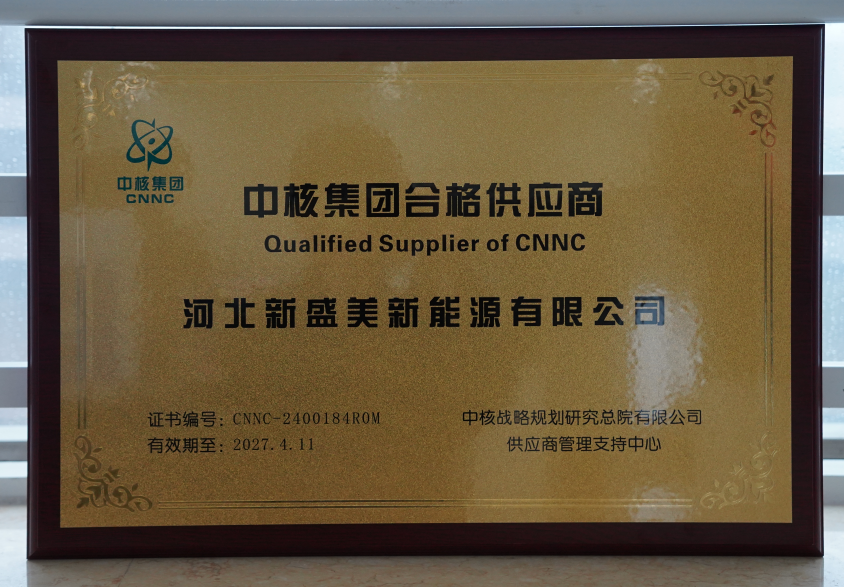 中核集团
CNNC
中核集团合格供应商
Qualified Supplier of CNNC
河北新盛美新能源有限公司
证书编号：CNNC-2400184R0M
有效期至：2027.4.11
中核战略规划研究总院有限公司
供应商管理支持中心